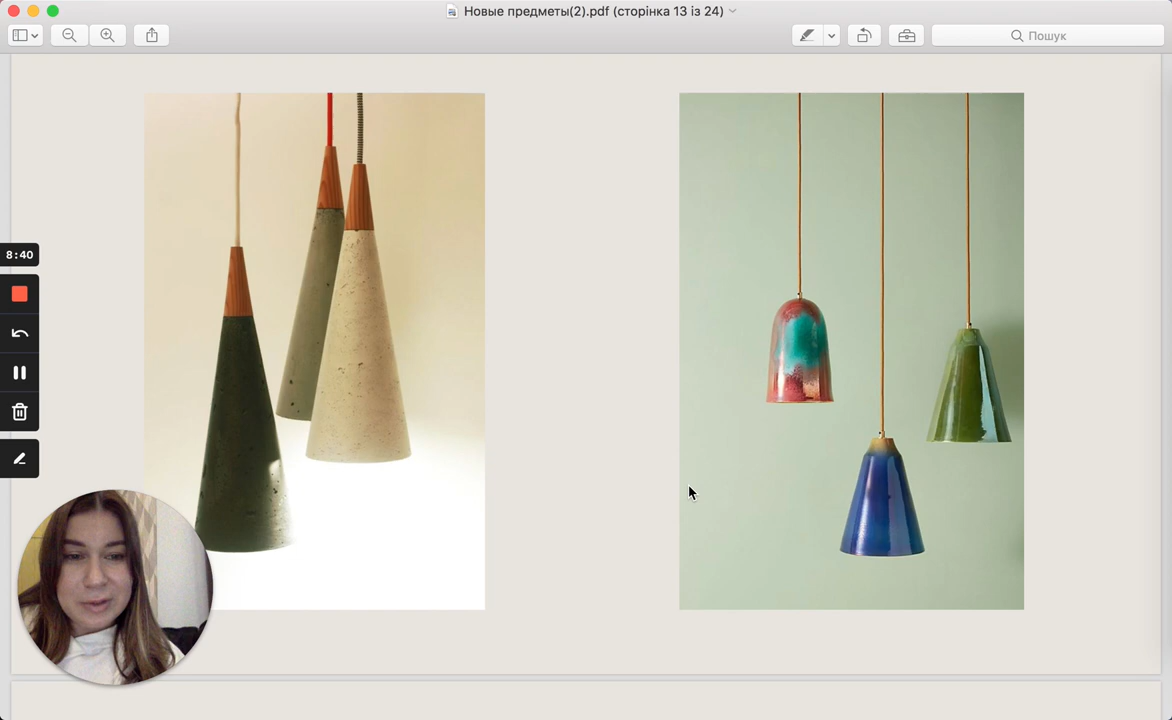 Новые предметы(2).pdf (сторінка 13 із 24)
Пошук
8:40